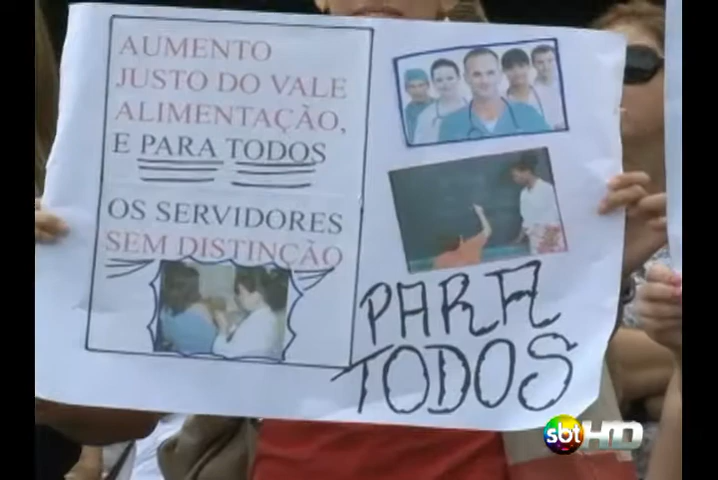 AUMENTO
JUSTO DO VALE
ALIMENTAÇÃO,
E PARA TODOS
OS SERVIDORES
SEM DISTINÇÃO
PARA
TODOS
sbt HD